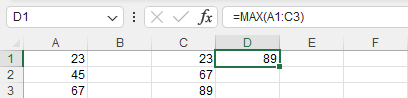 D1 fx =MAX(A1:C3)
A B C D E F
1 23 23 89
2 45 67
3 67 89